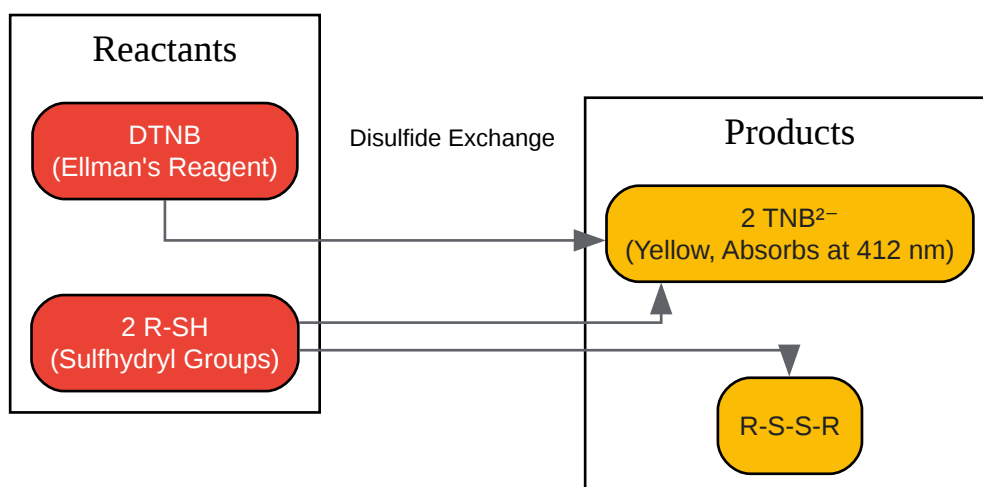 Reactants
DTNB
(Ellman's Reagent)
2 R-SH
(Sulfhydryl Groups)
Disulfide Exchange
Products
2 TNB²⁻
(Yellow, Absorbs at 412 nm)
R-S-S-R